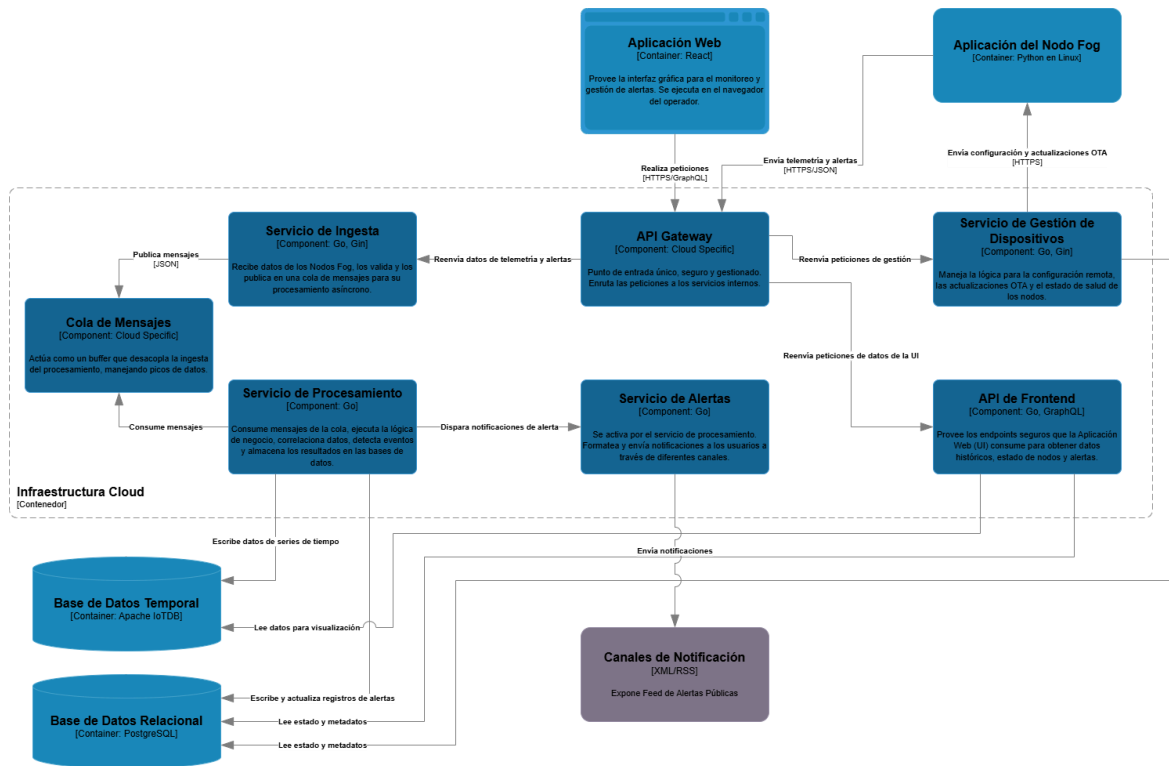 Aplicación Web
[Container: React]
Provee la interfaz gráfica para el monitoreo y
gestión de alertas. Se ejecuta en el navegador
del operador.
Aplicación del Nodo Fog
[Container: Python en Linux]
Realiza peticiones
[HTTPS/GraphQL]
Envía telemetría y alertas
[HTTPS/JSON]
Envía configuración y actualizaciones OTA
[HTTPS]
Servicio de Ingesta
[Component: Go, Gin]
Recibe datos de los Nodos Fog, los valida y los
publica en una cola de mensajes para su
procesamiento asíncrono.
Reenvía datos de telemetría y alertas
API Gateway
[Component: Cloud Specific]
Punto de entrada único, seguro y gestionado.
Enruta las peticiones a los servicios internos.
Reenvía peticiones de gestión
Servicio de Gestión de
Dispositivos
[Component: Go, Gin]
Maneja la lógica para la configuración remota,
las actualizaciones OTA y el estado de salud de
los nodos.
Publica mensajes
[JSON]
Cola de Mensajes
[Component: Cloud Specific]
Actúa como un buffer que desacopla la ingesta
del procesamiento, manejando picos de datos.
Reenvía peticiones de datos de la UI
Consume mensajes
Servicio de Procesamiento
[Component: Go]
Consume mensajes de la cola, ejecuta la lógica
de negocio, correlaciona datos, detecta eventos
y almacena los resultados en las bases de
datos.
Dispara notificaciones de alerta
Servicio de Alertas
[Component: Go]
Se activa por el servicio de procesamiento.
Formatea y envía notificaciones a los usuarios a
través de diferentes canales.
API de Frontend
[Component: Go, GraphQL]
Provee los endpoints seguros que la Aplicación
Web (UI) consume para obtener datos
históricos, estado de nodos y alertas.
Infraestructura Cloud
[Contenedor]
Escribe datos de series de tiempo
Envía notificaciones
Base de Datos Temporal
[Container: Apache IoTDB]
Lee datos para visualización
Canales de Notificación
[XML/RSS]
Expone Feed de Alertas Públicas
Escribe y actualiza registros de alertas
Base de Datos Relacional
[Container: PostgreSQL]
Lee estado y metadatos
Lee estado y metadatos